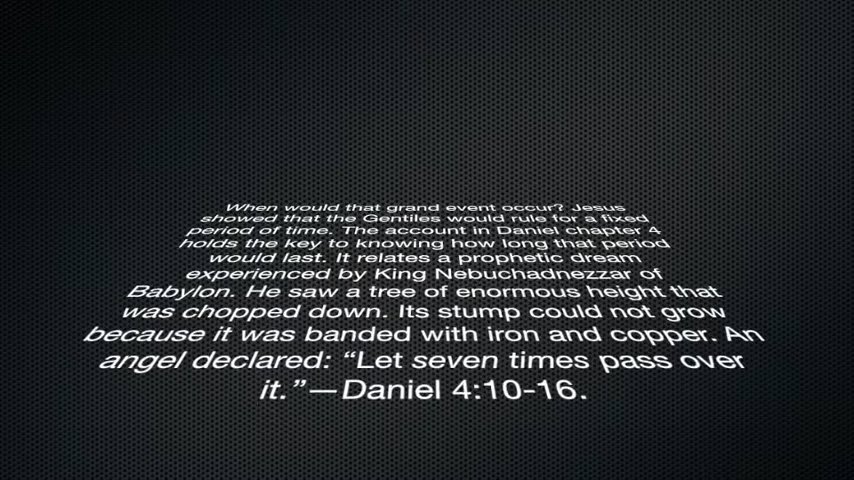 When would that grand event occur? Jesus
showed that the Gentiles would rule for a fixed
period of time. The account in Daniel chapter 4
holds the key to knowing how long that period
would last. It relates a prophetic dream
experienced by King Nebuchadnezzar of
Babylon. He saw a tree of enormous height that
was chopped down. Its stump could not grow
because it was banded with iron and copper. An
angel declared: “Let seven times pass over
it.”—Daniel 4:10-16.